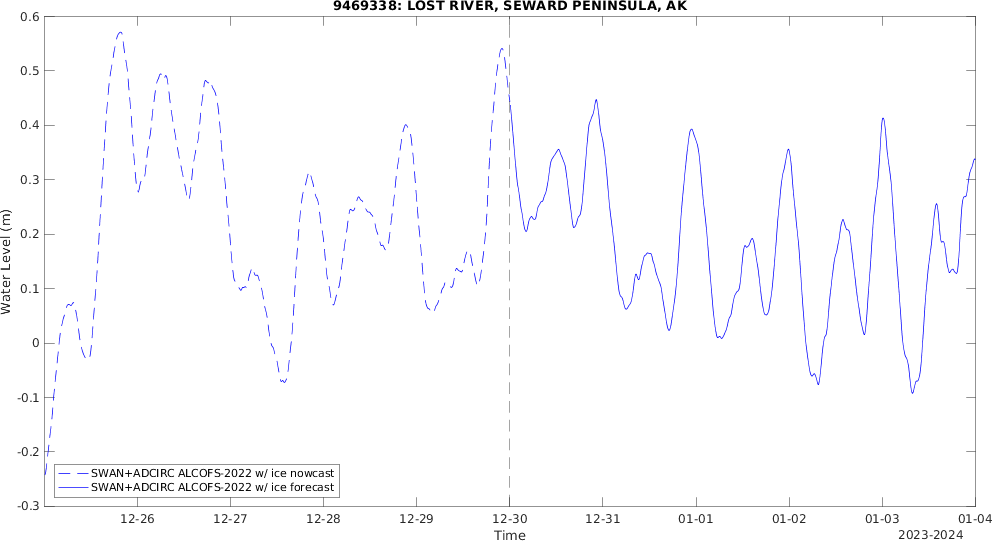 9469338: LOST RIVER, SEWARD PENINSULA, AK
0.6
0.5
0.4
0.3
0.2
0.1
0
-0.1
-0.2
-0.3
Water Level (m)
SWAN+ADCIRC ALCOFS-2022 w/ ice nowcast
SWAN+ADCIRC ALCOFS-2022 w/ ice forecast
12-26 12-27 12-28 12-29 12-30 12-31 01-01 01-02 01-03 01-04
Time
2023-2024